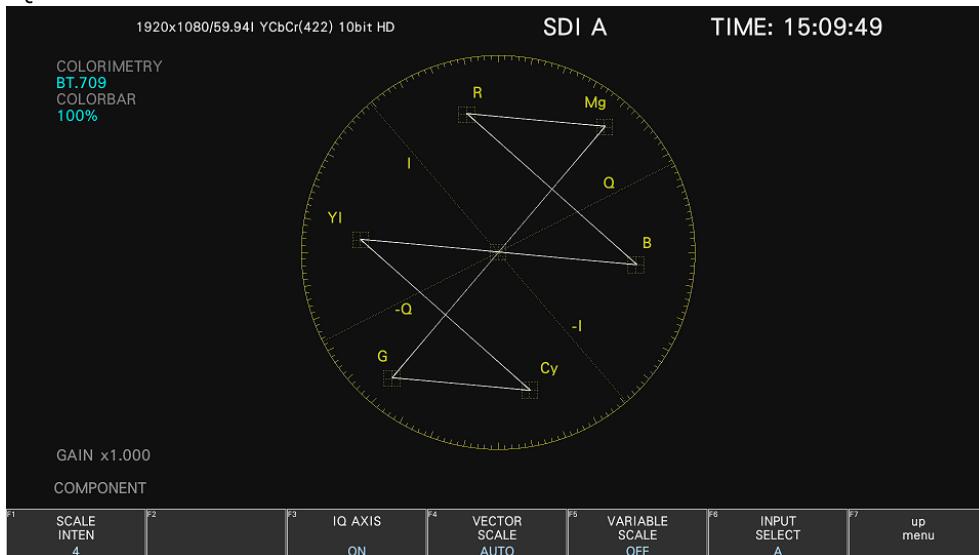 1920x1080/59.94I YCbCr(422) 10bit HD SDI A TIME: 15:09:49
COLORIMETRY
BT.709
COLORBAR
100%
R
Mg
I
Q
Yl
B
-Q
-I
G
Cy
GAIN x1.000
COMPONENT
F1 SCALE INTEN 4
F2
F3 IQ AXIS ON
F4 VECTOR SCALE AUTO
F5 VARIABLE SCALE OFF
F6 INPUT SELECT A
F7 up menu